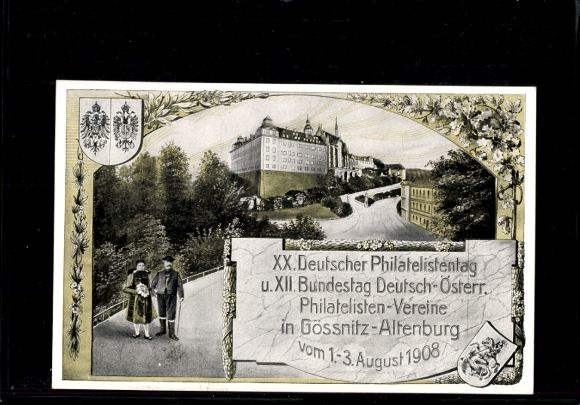 XX. Deutscher Philatelistentag
u. XII. Bundestag Deutsch-Österr.
Philatelisten-Vereine
in Gössnitz-Altenburg
vom 1.-3. August 1908